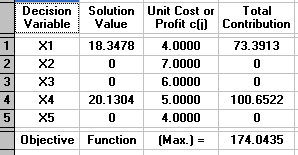 Decision Solution Unit Cost or Total
Variable Value Profit c(j) Contribution
1 X1 18.3478 4.0000 73.3913
2 X2 0 7.0000 0
3 X3 0 6.0000 0
4 X4 20.1304 5.0000 100.6522
5 X5 0 4.0000 0
Objective Function (Max.) = 174.0435